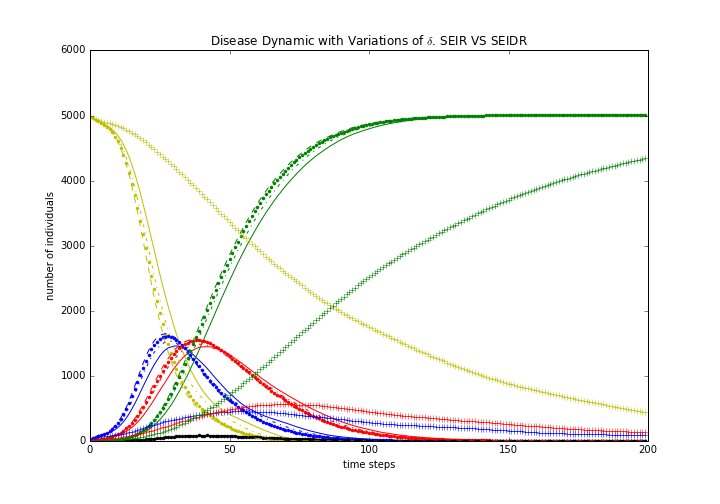 Disease Dynamic with Variations of δ. SEIR VS SEIDR
6000
5000
4000
3000
2000
1000
0
number of individuals
0 50 100 150 200
time steps